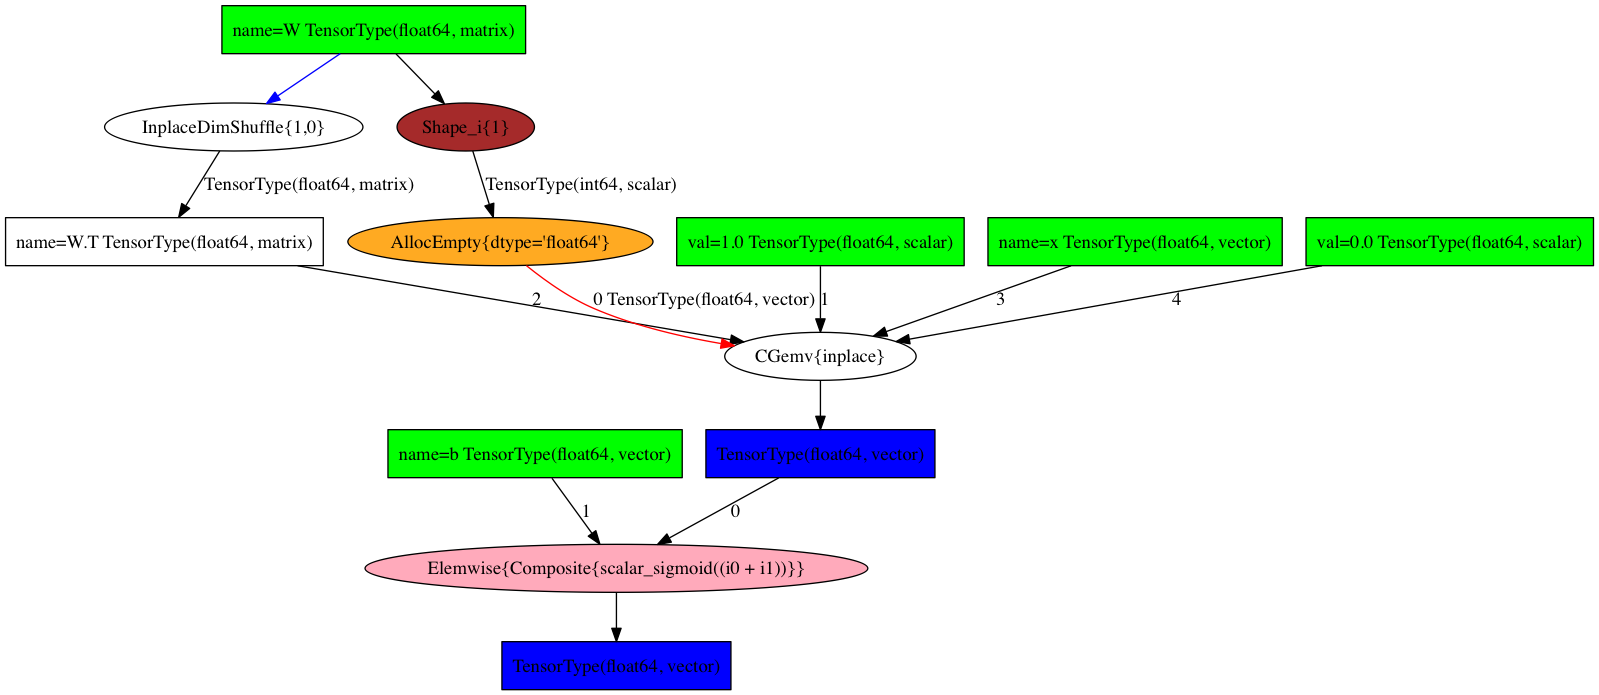 name=W TensorType(float64, matrix)
InplaceDimShuffle{1,0}
Shape_i{1}
TensorType(float64, matrix)
TensorType(int64, scalar)
name=W.T TensorType(float64, matrix)
AllocEmpty{dtype='float64'}
val=1.0 TensorType(float64, scalar)
name=x TensorType(float64, vector)
val=0.0 TensorType(float64, scalar)
2
0 TensorType(float64, vector)
1
3
4
CGemv{inplace}
name=b TensorType(float64, vector)
TensorType(float64, vector)
1
0
Elemwise{Composite{scalar_sigmoid((i0 + i1))}}
TensorType(float64, vector)